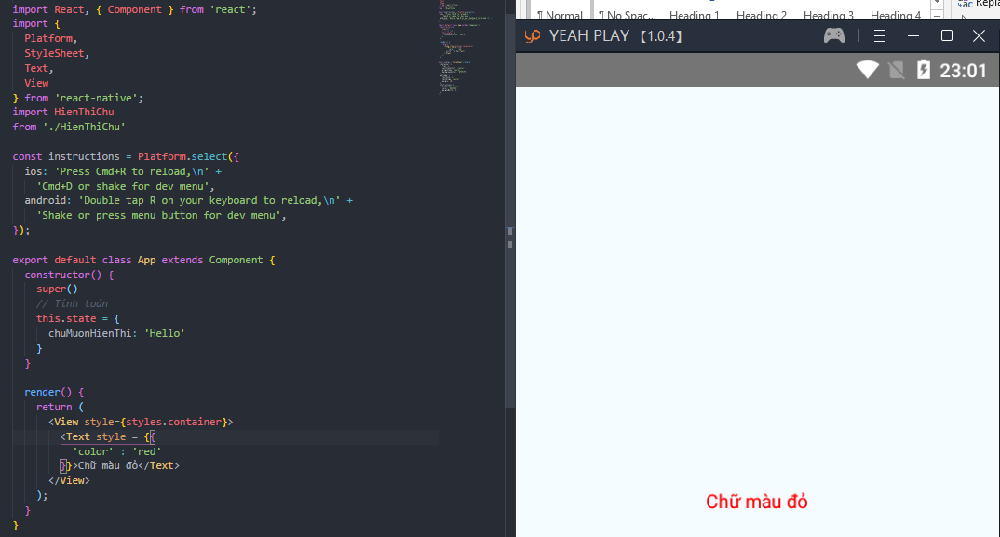 import React, { Component } from 'react';
import {
Platform,
StyleSheet,
Text,
View
} from 'react-native';
import HienThiChu
from './HienThiChu'
const instructions = Platform.select({
ios: 'Press Cmd+R to reload,\n' +
'Cmd+D or shake for dev menu',
android: 'Double tap R on your keyboard to reload,\n' +
'Shake or press menu button for dev menu',
});
export default class App extends Component {
constructor() {
super()
// Tính toán
this.state = {
chuMuonHienThi: 'Hello'
}
}
render() {
return (
<View style={styles.container}>
<Text style = {{
'color' : 'red'
}}>Chữ màu đỏ</Text>
</View>
);
}
}
¶ Normal ¶ No Spac... Heading 1 Heading 2 Heading 3 Heading 4 Repla
YEAH PLAY 【1.0.4】
23:01
Chữ màu đỏ